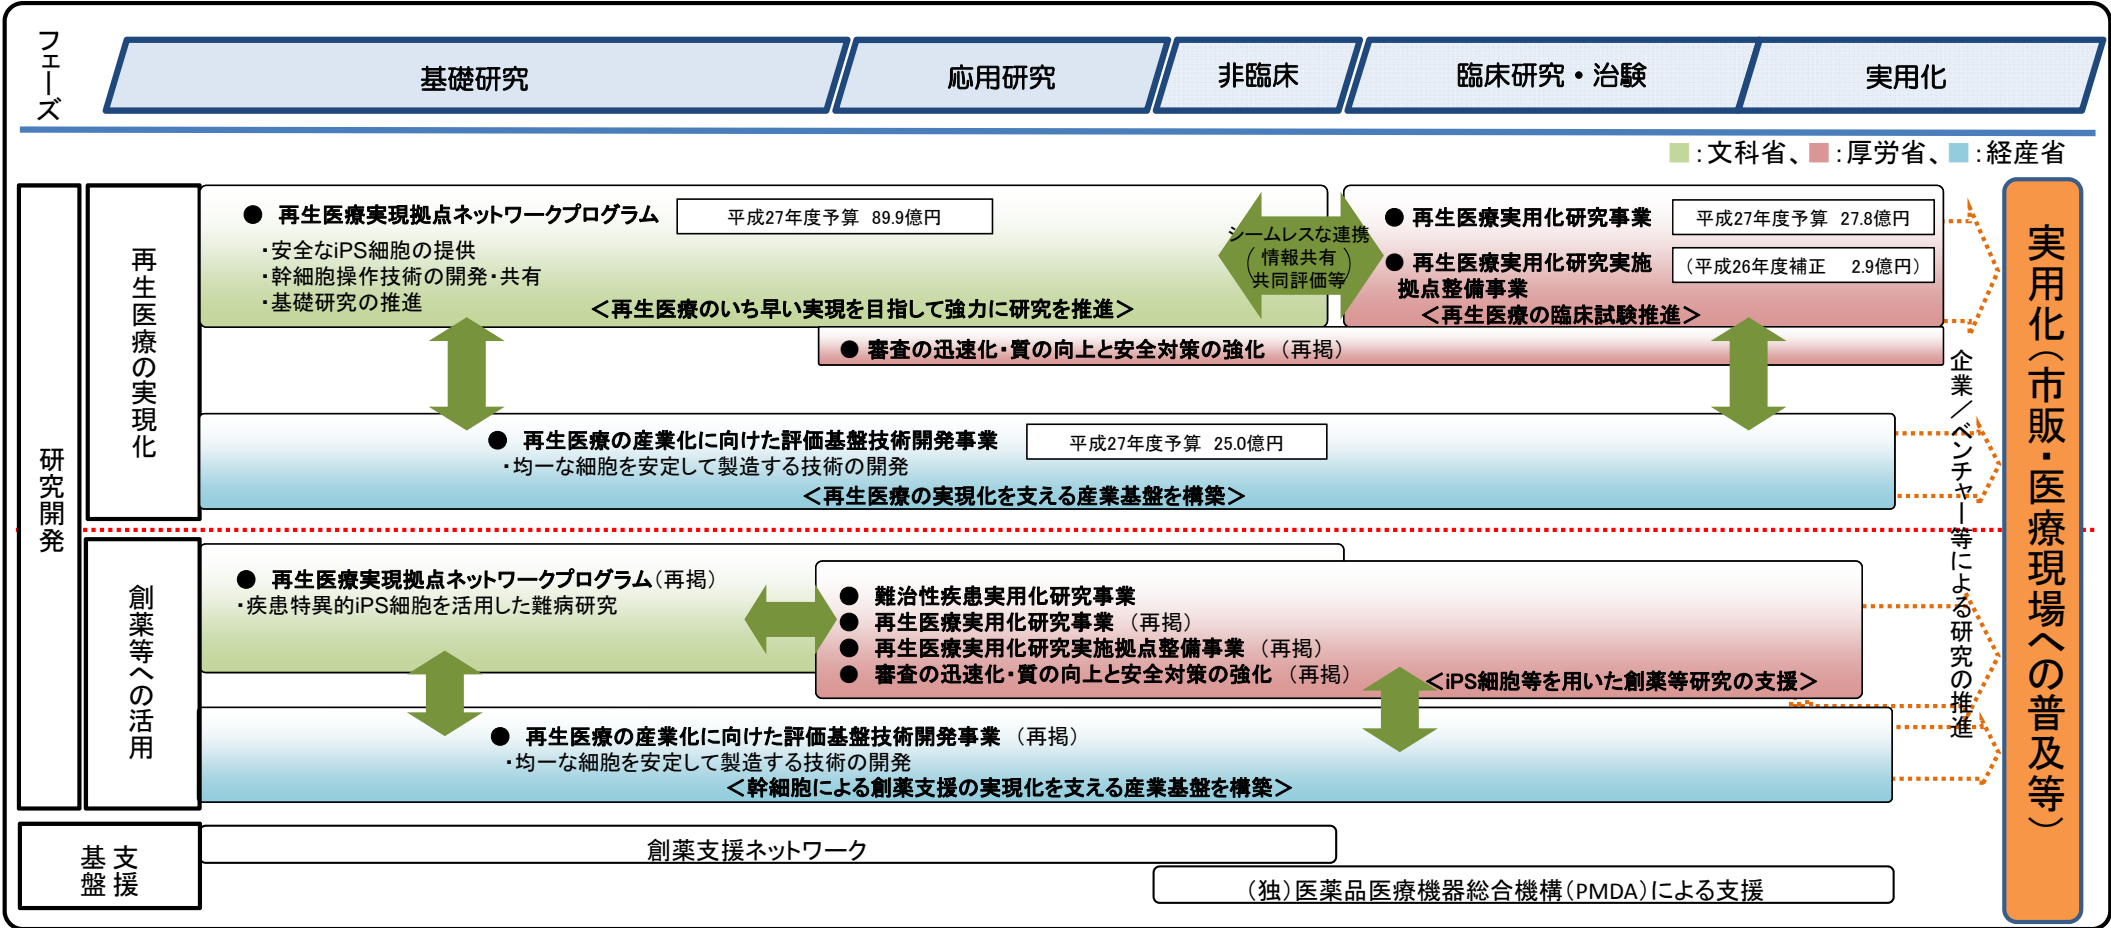 フェーズ
基礎研究
応用研究
非臨床
臨床研究・治験
実用化
■:文科省、■:厚労省、■:経産省
研究開発
再生医療の実現化
● 再生医療実現拠点ネットワークプログラム
平成27年度予算 89.9億円
・安全なiPS細胞の提供
・幹細胞操作技術の開発・共有
・基礎研究の推進
＜再生医療のいち早い実現を目指して強力に研究を推進＞
シームレスな連携
(情報共有
共同評価等)
● 再生医療実用化研究事業
平成27年度予算 27.8億円
● 再生医療実用化研究実施
拠点整備事業
(平成26年度補正 2.9億円)
＜再生医療の臨床試験推進＞
● 審査の迅速化・質の向上と安全対策の強化 (再掲)
● 再生医療の産業化に向けた評価基盤技術開発事業
平成27年度予算 25.0億円
・均一な細胞を安定して製造する技術の開発
＜再生医療の実現化を支える産業基盤を構築＞
創薬等への活用
● 再生医療実現拠点ネットワークプログラム(再掲)
・疾患特異的iPS細胞を活用した難病研究
● 難治性疾患実用化研究事業
● 再生医療実用化研究事業 (再掲)
● 再生医療実用化研究実施拠点整備事業 (再掲)
● 審査の迅速化・質の向上と安全対策の強化 (再掲)
＜iPS細胞等を用いた創薬等研究の支援＞
● 再生医療の産業化に向けた評価基盤技術開発事業 (再掲)
・均一な細胞を安定して製造する技術の開発
＜幹細胞による創薬支援の実現化を支える産業基盤を構築＞
企業／ベンチャー等による研究の推進
実用化(市販・医療現場への普及等)
支援
基盤
創薬支援ネットワーク
(独)医薬品医療機器総合機構(PMDA)による支援